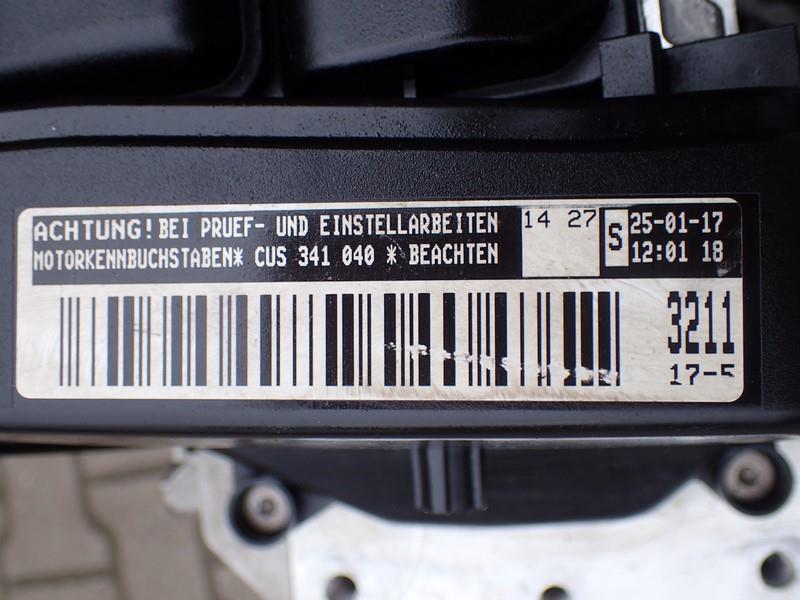 ACHTUNG! BEI PRUEF- UND EINSTELLARBEITEN
MOTORKENNBUCHSTABEN* CUS 341 040 * BEACHTEN
14 27
S
25-01-17
12:01 18
3211
17-5